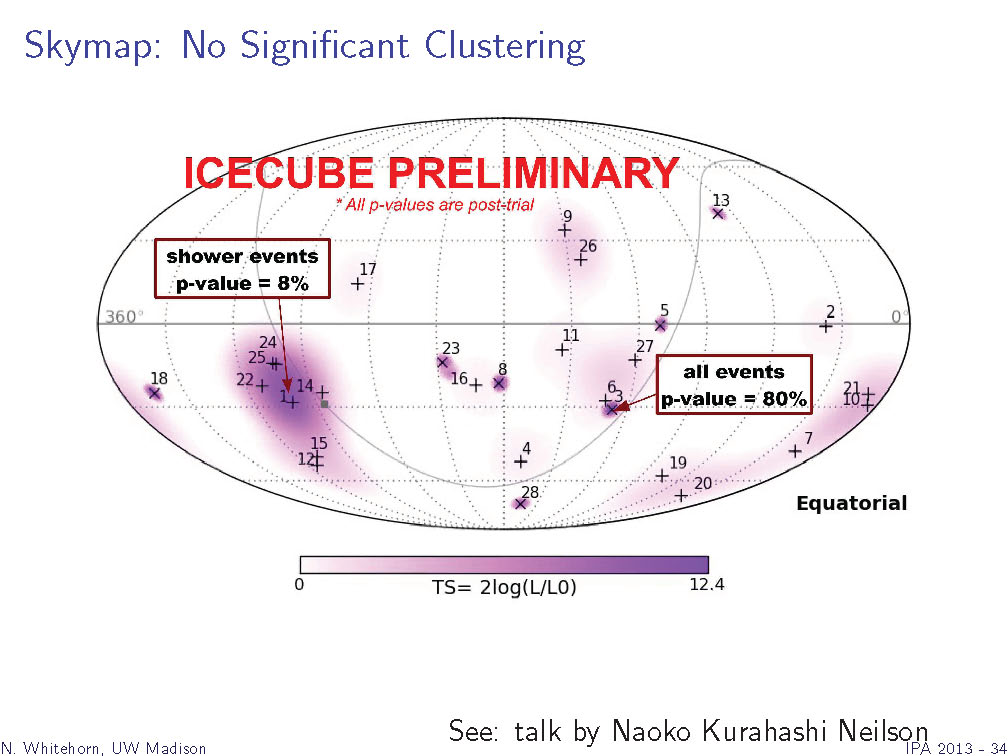 Skymap: No Significant Clustering
ICECUBE PRELIMINARY
* All p-values are post-trial
13
9
26
shower events
p-value = 8%
17
5
2
360°
0°
11
24
23
27
25
all events
p-value = 80%
18
22
14
1
16
8
6
3
21
10
15
12
4
7
19
20
28
Equatorial
0
TS= 2log(L/L0)
12.4
See: talk by Naoko Kurahashi Neilson
N. Whitehorn, UW Madison
IPA 2013 - 34